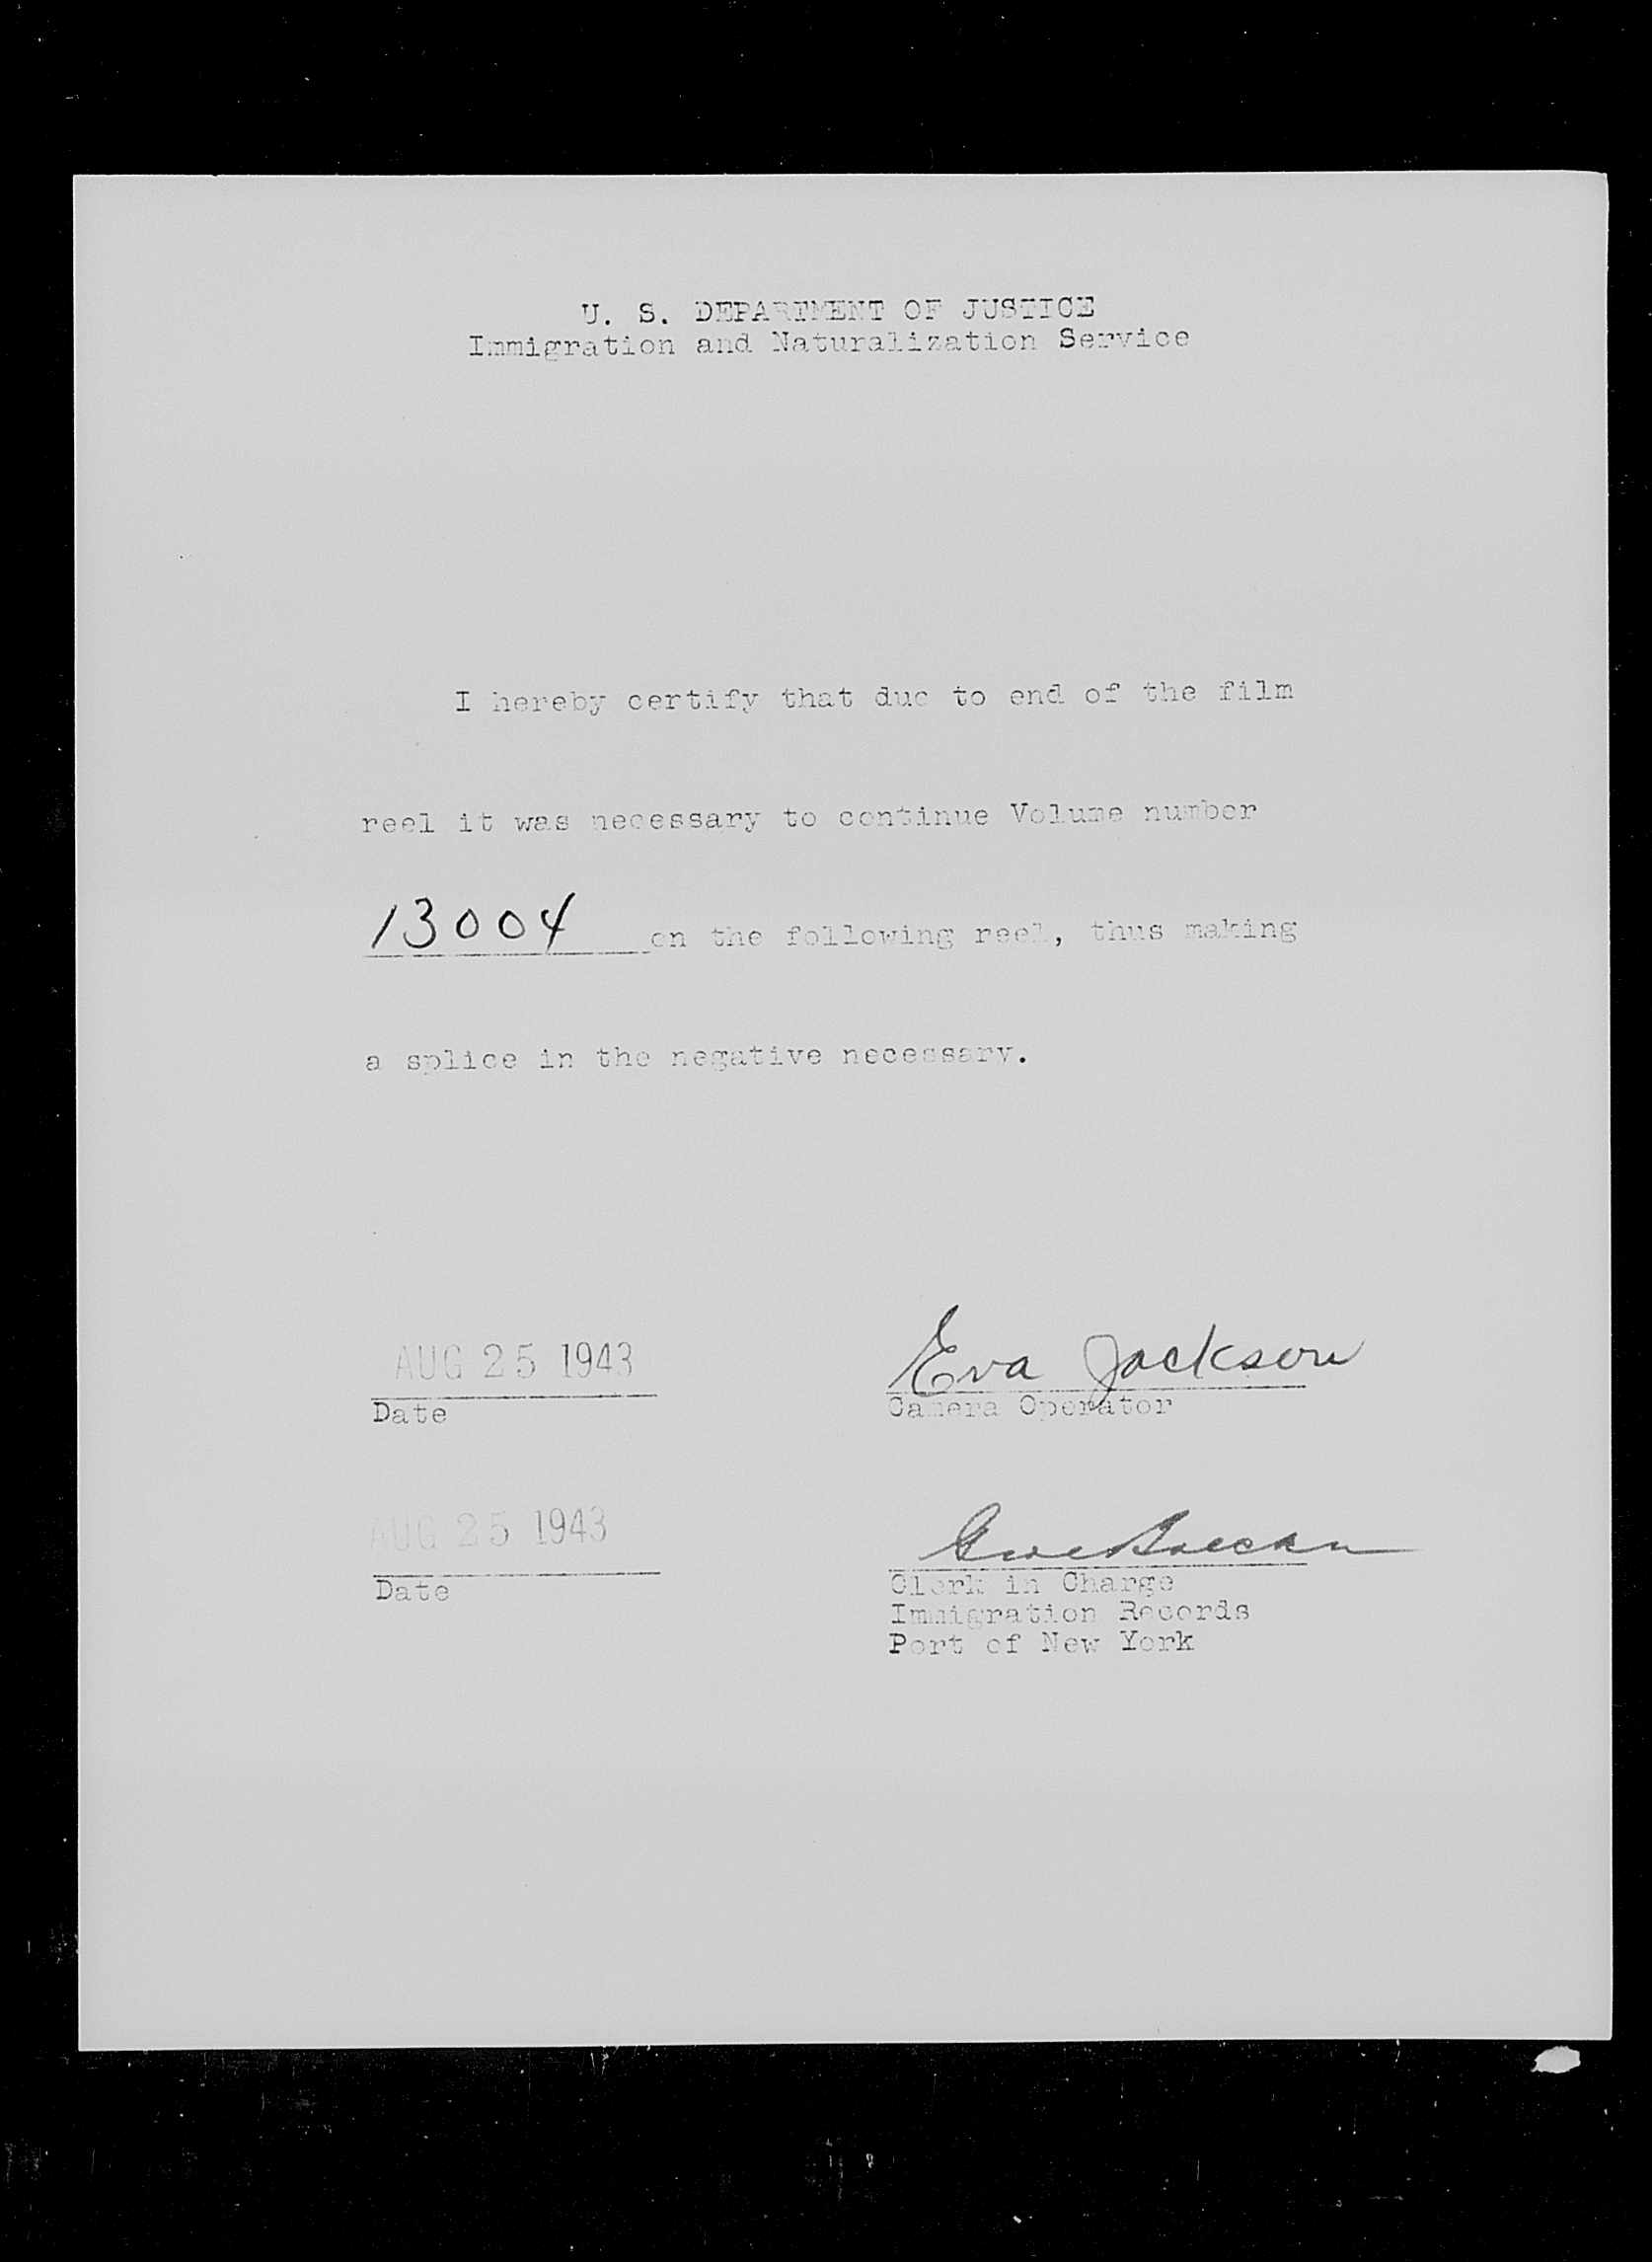 U. S. DEPARTMENT OF JUSTICE
Immigration and Naturalization Service
I hereby certify that due to end of the film
reel it was necessary to continue Volume number
13004 on the following reel, thus making
a splice in the negative necessary.
AUG 25 1943
Eva Jackson
Date
Camera Operator
AUG 25 1943
Date
Clerk in Charge
Immigration Records
Port of New York